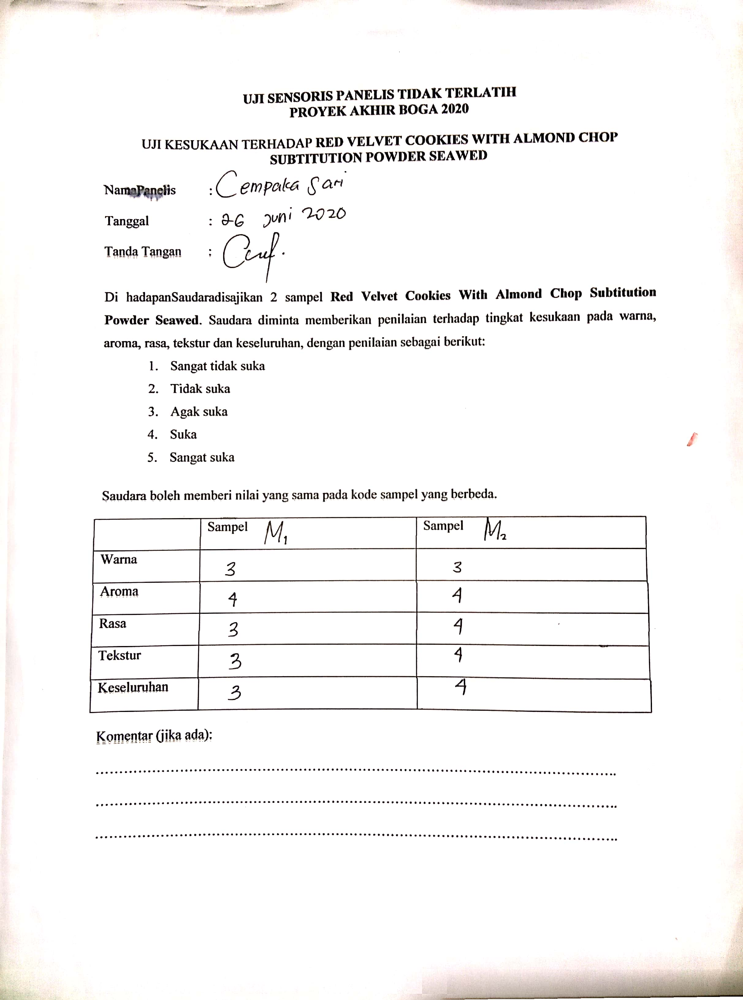 UJI SENSORIS PANELIS TIDAK TERLATIH
PROYEK AKHIR BOGA 2020
UJI KESUKAAN TERHADAP RED VELVET COOKIES WITH ALMOND CHOP
SUBTITUTION POWDER SEAWED
NamaPanelis : Cempaka Sari
Tanggal : 26 Juni 2020
Tanda Tangan :
Di hadapanSaudaradisajikan 2 sampel Red Velvet Cookies With Almond Chop Subtitution
Powder Seawed. Saudara diminta memberikan penilaian terhadap tingkat kesukaan pada warna,
aroma, rasa, tekstur dan keseluruhan, dengan penilaian sebagai berikut:
1. Sangat tidak suka
2. Tidak suka
3. Agak suka
4. Suka
5. Sangat suka
Saudara boleh memberi nilai yang sama pada kode sampel yang berbeda.
Sampel M1 Sampel M2
Warna 3 3
Aroma 4 4
Rasa 3 4
Tekstur 3 4
Keseluruhan 3 4
Komentar (jika ada):